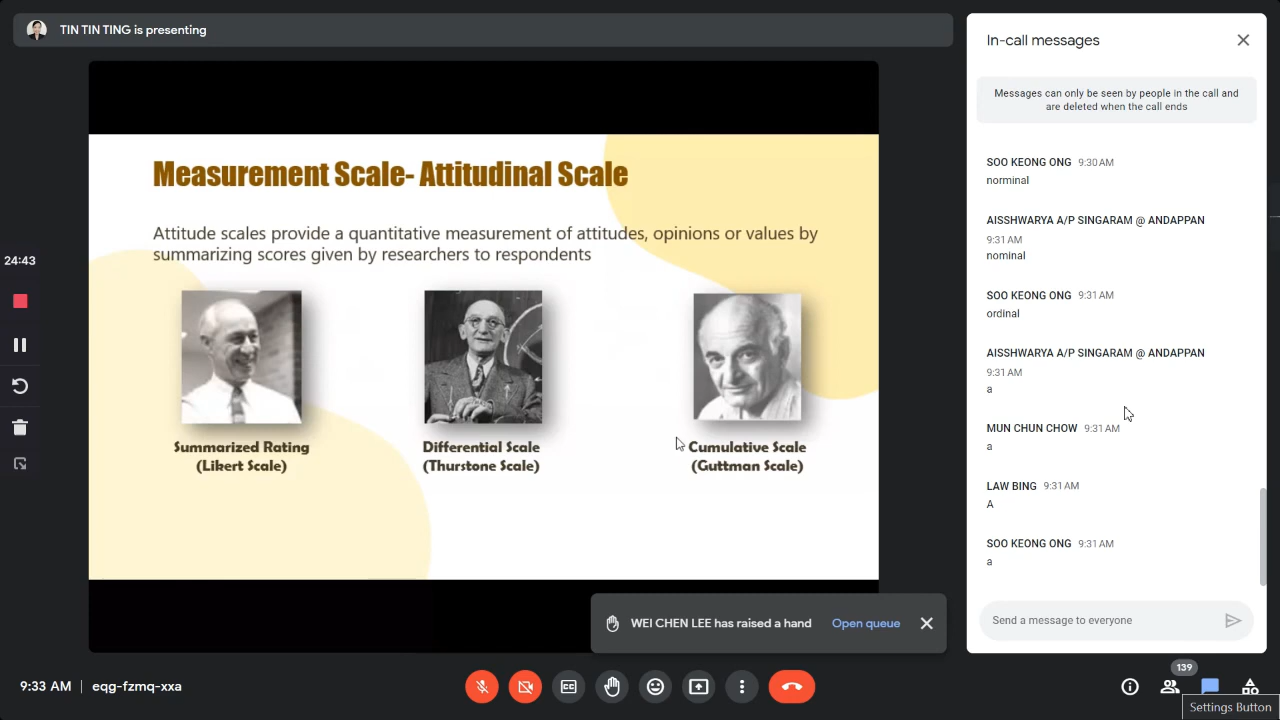 TIN TIN TING is presenting
Measurement Scale- Attitudinal Scale
Attitude scales provide a quantitative measurement of attitudes, opinions or values by
summarizing scores given by researchers to respondents
Summarized Rating
(Likert Scale)
Differential Scale
(Thurstone Scale)
Cumulative Scale
(Guttman Scale)
24:43
WEI CHEN LEE has raised a hand
Open queue
9:33 AM
eqg-fzmq-xxa
In-call messages
Messages can only be seen by people in the call and
are deleted when the call ends
SOO KEONG ONG 9:30 AM
norminal
AISSHWARYA A/P SINGARAM @ ANDAPPAN
9:31 AM
nominal
SOO KEONG ONG 9:31 AM
ordinal
AISSHWARYA A/P SINGARAM @ ANDAPPAN
9:31 AM
a
MUN CHUN CHOW 9:31 AM
a
LAW BING 9:31 AM
A
SOO KEONG ONG 9:31 AM
a
Send a message to everyone
139
Settings Button